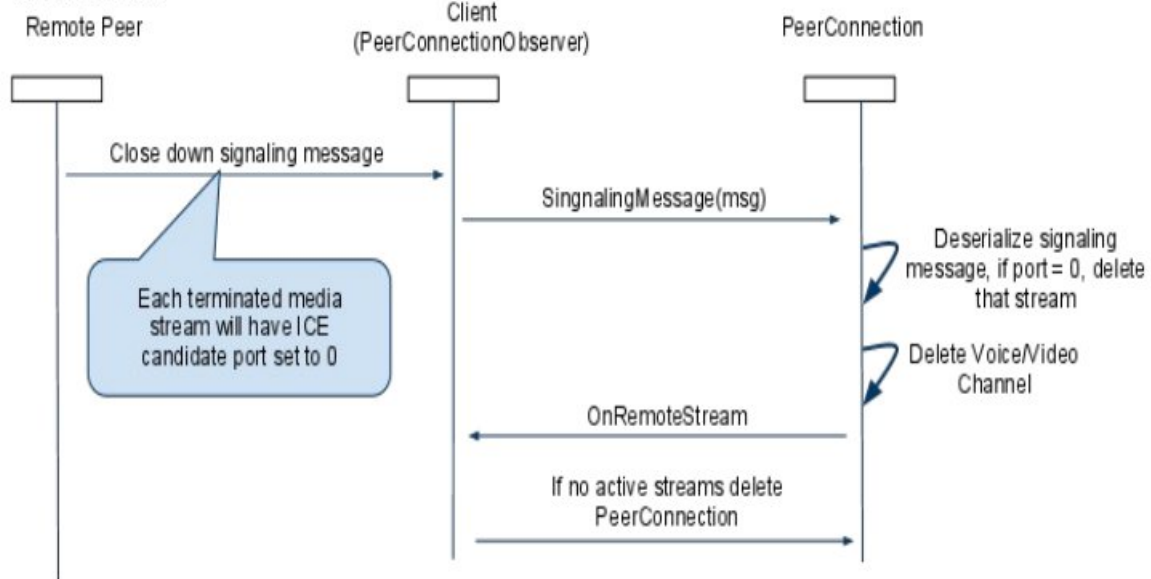 Remote Peer
Client
(PeerConnectionObserver)
PeerConnection
Close down signaling message
SingnalingMessage(msg)
Each terminated media
stream will have ICE
candidate port set to 0
Deserialize signaling
message, if port = 0, delete
that stream
Delete Voice/Video
Channel
OnRemoteStream
If no active streams delete
PeerConnection